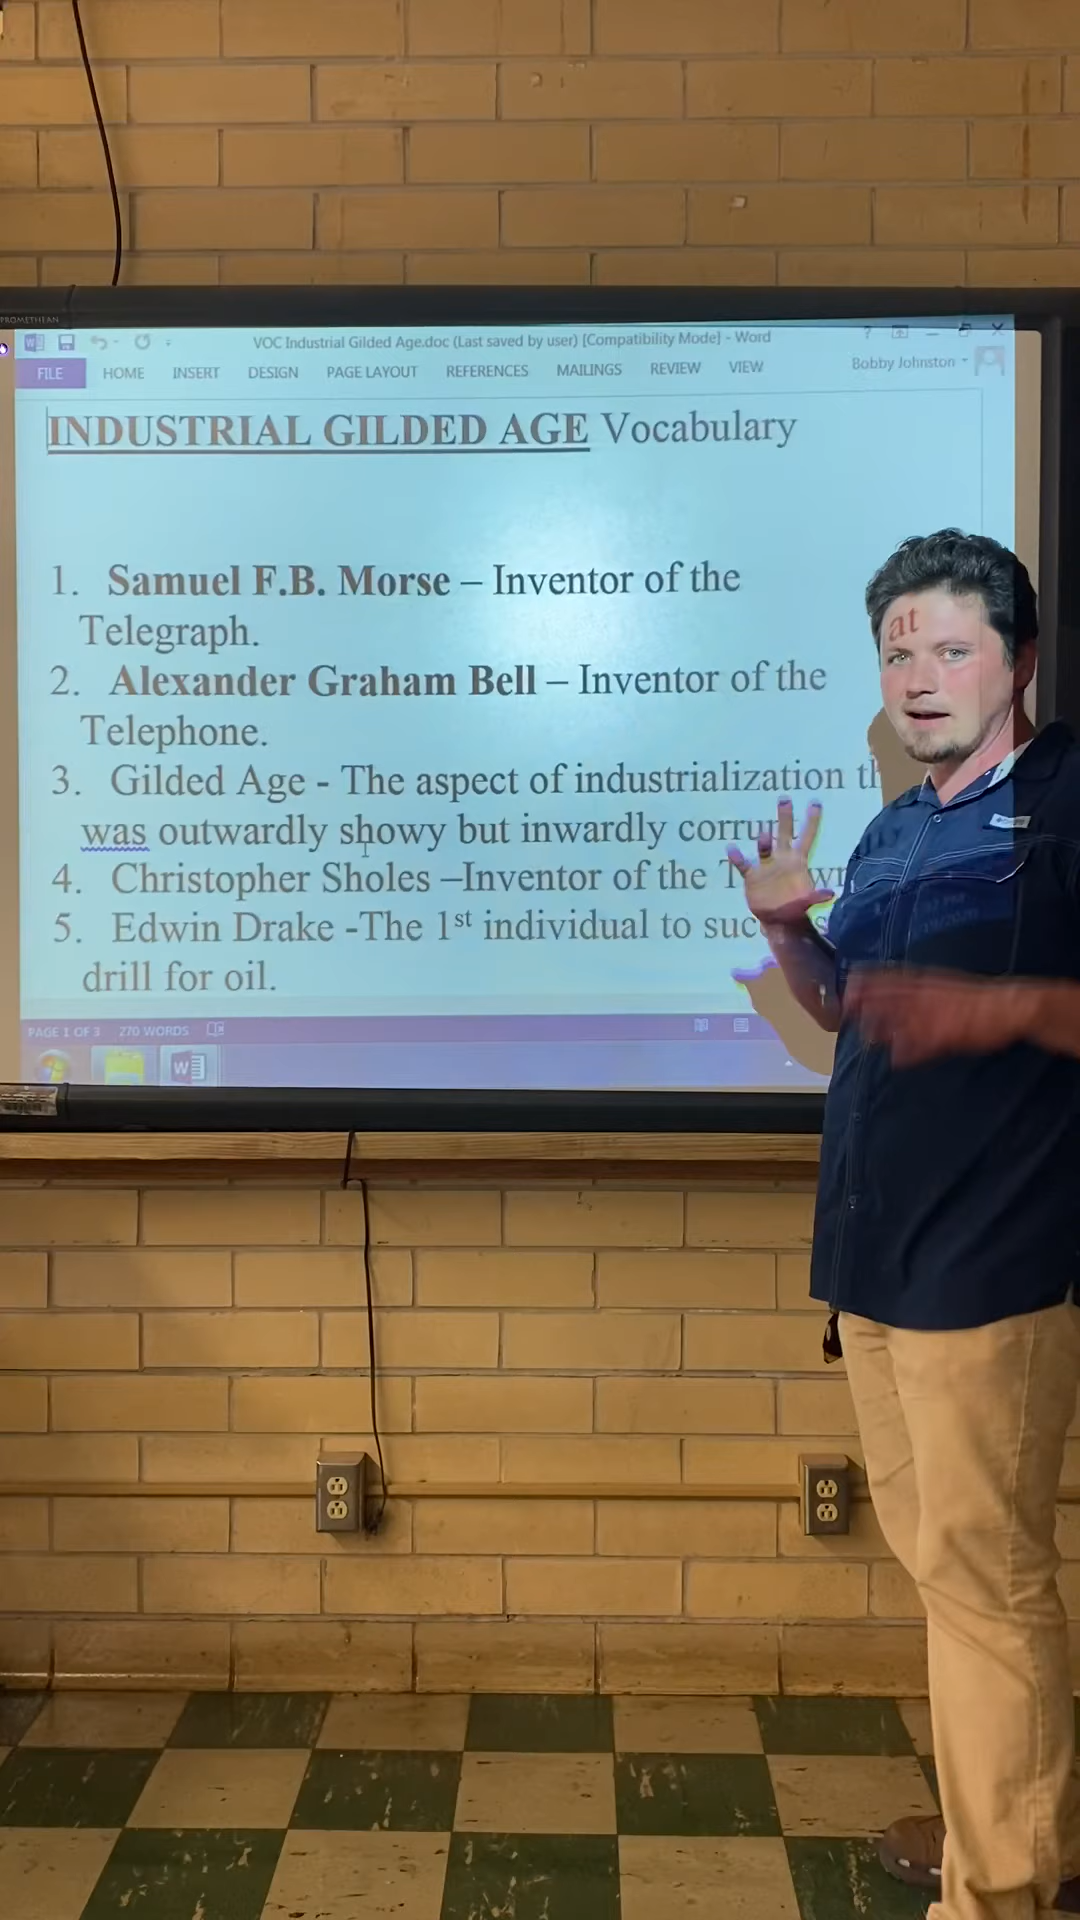 PROMETHEAN
VOC Industrial Gilded Age.doc (Last saved by user) [Compatibility Mode] - Word
FILE HOME INSERT DESIGN PAGE LAYOUT REFERENCES MAILINGS REVIEW VIEW Bobby Johnston
INDUSTRIAL GILDED AGE Vocabulary
1. Samuel F.B. Morse – Inventor of the
Telegraph.
2. Alexander Graham Bell – Inventor of the
Telephone.
3. Gilded Age - The aspect of industrialization
at
was outwardly showy but inwardly
4. Christopher Sholes –Inventor of the
5. Edwin Drake -The 1st individual to
drill for oil.
PAGE 1 OF 3 270 WORDS